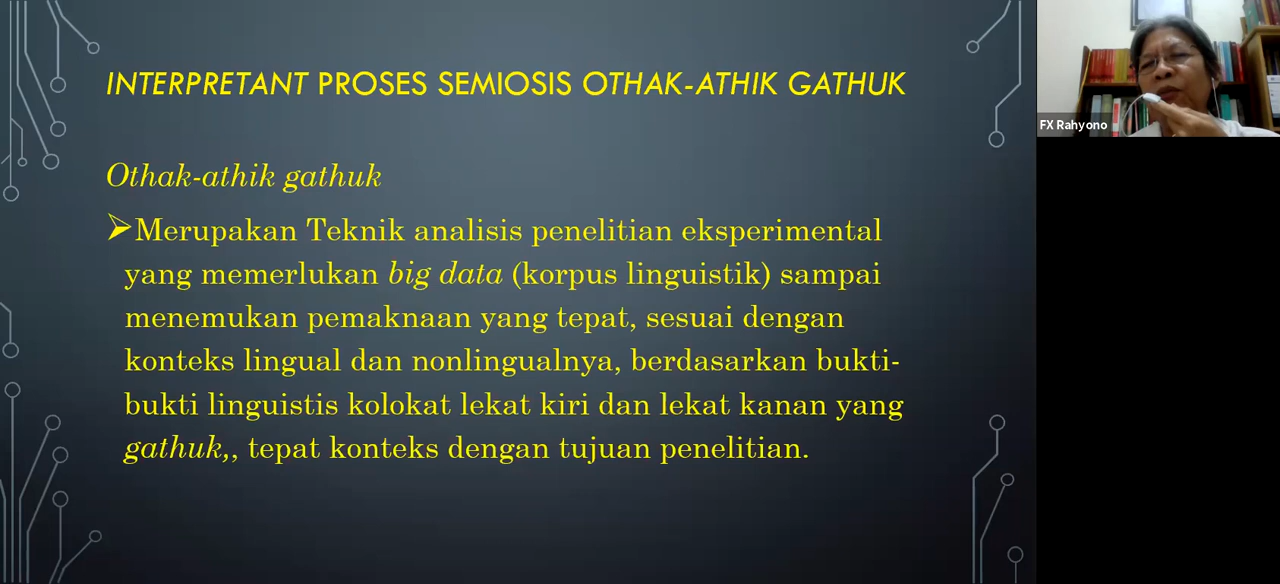 INTERPRETANT PROSES SEMIOSIS OTHAK-ATHIK GATHUK
Othak-athik gathuk
➢Merupakan Teknik analisis penelitian eksperimental
yang memerlukan big data (korpus linguistik) sampai
menemukan pemaknaan yang tepat, sesuai dengan
konteks lingual dan nonlingualnya, berdasarkan bukti-
bukti linguistis kolokat lekat kiri dan lekat kanan yang
gathuk,, tepat konteks dengan tujuan penelitian.
FX Rahyono